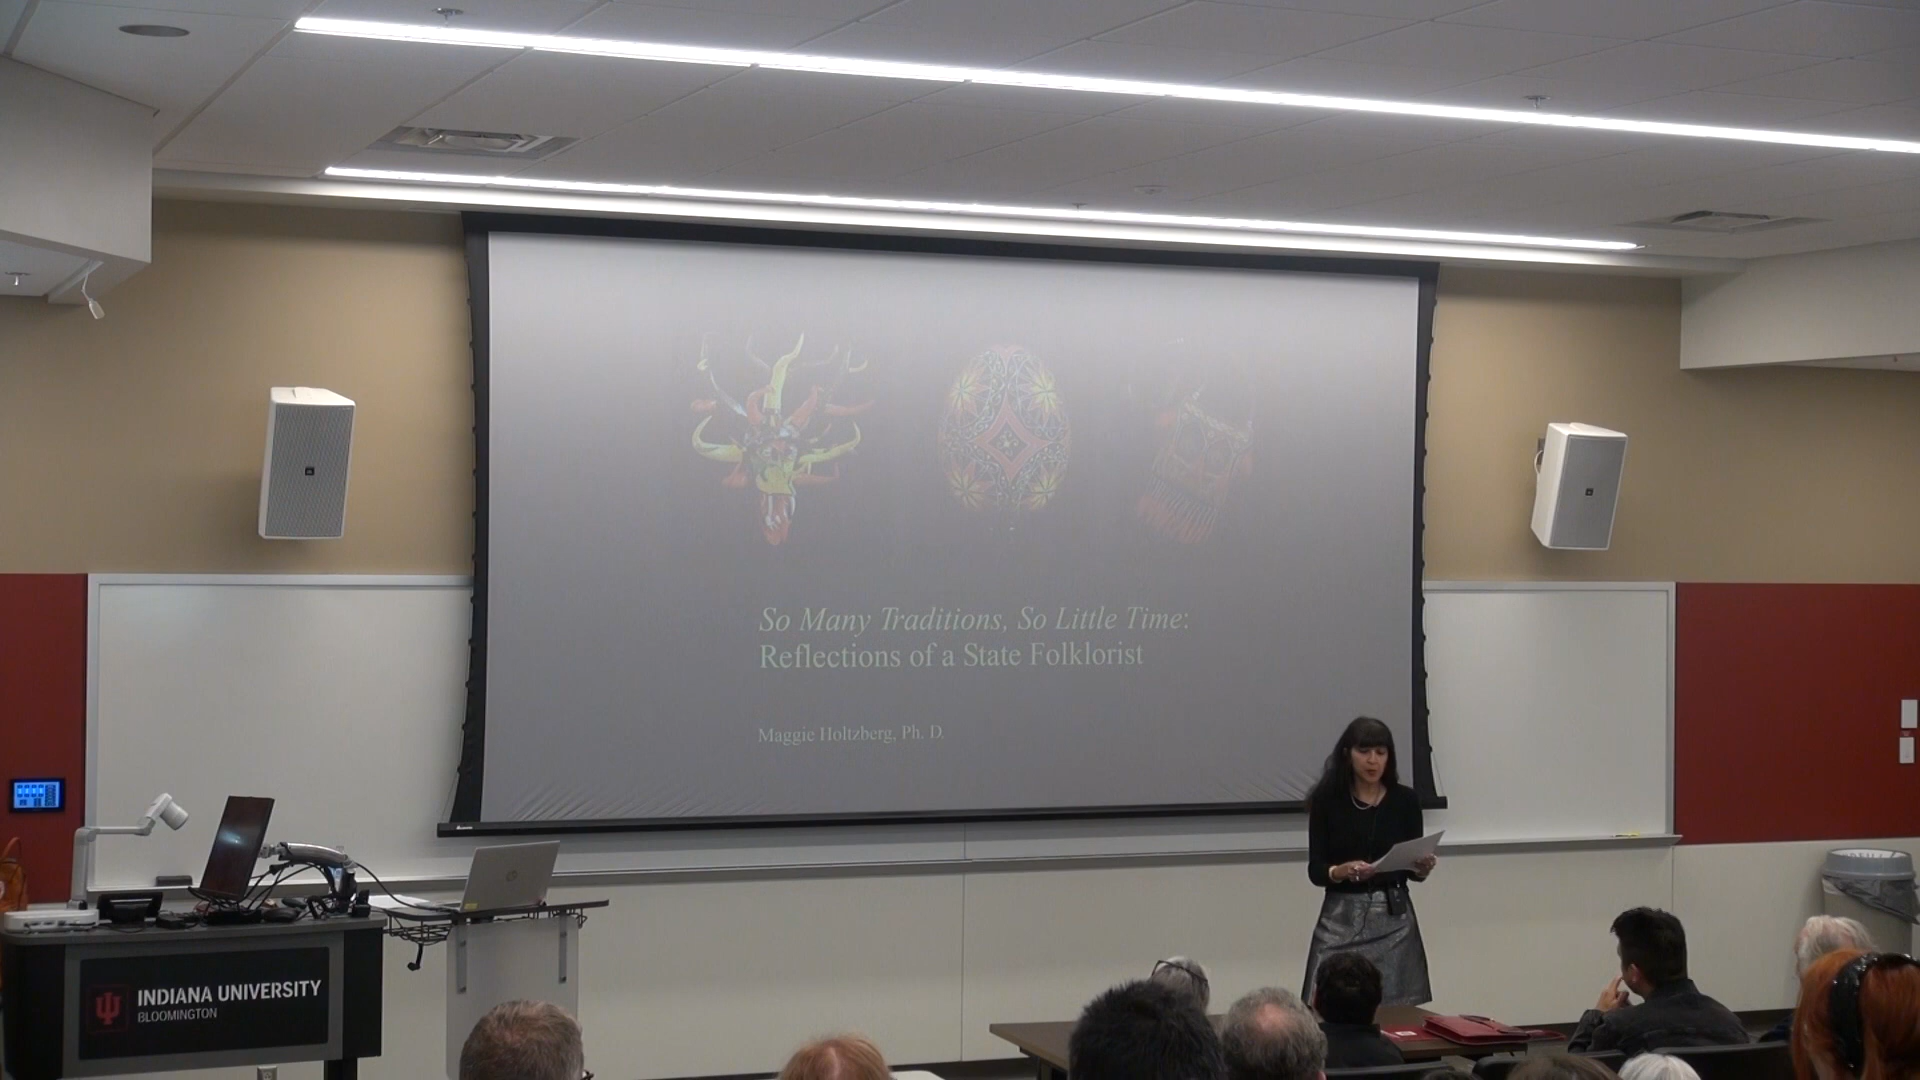 So Many Traditions, So Little Time:
Reflections of a State Folklorist
Maggie Holtzberg, Ph. D.
INDIANA UNIVERSITY
BLOOMINGTON